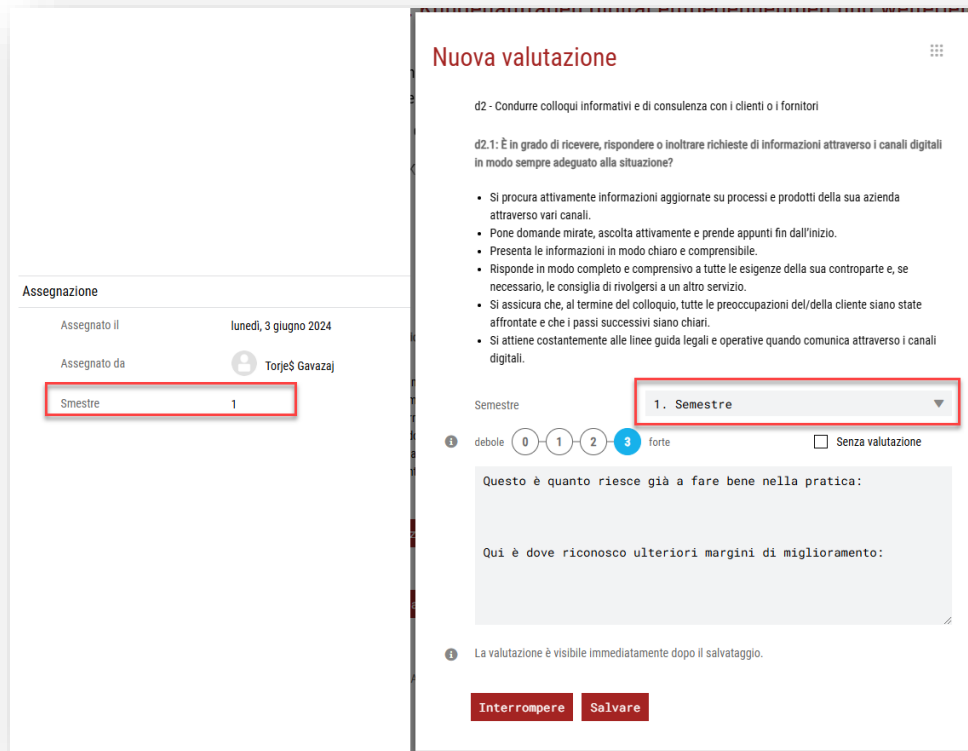 Assegnazione
Assegnato il lunedì, 3 giugno 2024
Assegnato da Torje$ Gavazaj
Smestre 1
Nuova valutazione
d2 - Condurre colloqui informativi e di consulenza con i clienti o i fornitori
d2.1: È in grado di ricevere, rispondere o inoltrare richieste di informazioni attraverso i canali digitali
in modo sempre adeguato alla situazione?
• Si procura attivamente informazioni aggiornate su processi e prodotti della sua azienda
attraverso vari canali.
• Pone domande mirate, ascolta attivamente e prende appunti fin dall'inizio.
• Presenta le informazioni in modo chiaro e comprensibile.
• Risponde in modo completo e comprensivo a tutte le esigenze della sua controparte e, se
necessario, le consiglia di rivolgersi a un altro servizio.
• Si assicura che, al termine del colloquio, tutte le preoccupazioni del/della cliente siano state
affrontate e che i passi successivi siano chiari.
• Si attiene costantemente alle linee guida legali e operative quando comunica attraverso i canali
digitali.
Semestre 1. Semestre
debole 0 1 2 3 forte Senza valutazione
Questo è quanto riesce già a fare bene nella pratica:
Qui è dove riconosco ulteriori margini di miglioramento:
La valutazione è visibile immediatamente dopo il salvataggio.
Interrompere Salvare